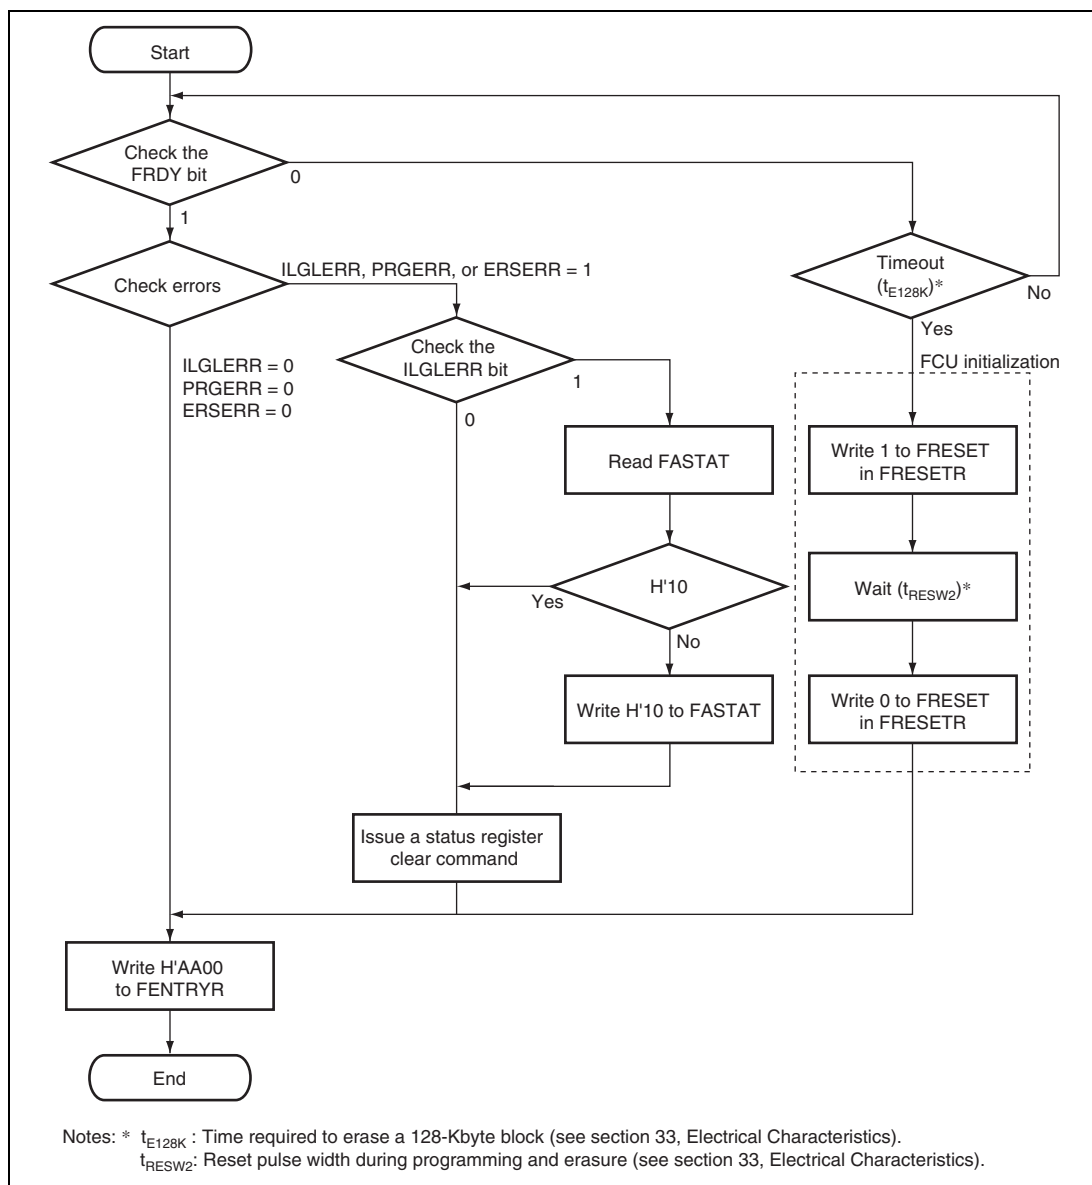 Start
Check the
FRDY bit
0
1
Check errors
ILGLERR, PRGERR, or ERSERR = 1
Timeout
(tE128K)*
No
Yes
ILGLERR = 0
PRGERR = 0
ERSERR = 0
Check the
ILGLERR bit
1
0
FCU initialization
Read FASTAT
Write 1 to FRESET
in FRESETR
H'10
Yes
No
Wait (tRESW2)*
Write H'10 to FASTAT
Write 0 to FRESET
in FRESETR
Issue a status register
clear command
Write H'AA00
to FENTRYR
End
Notes: * tE128K : Time required to erase a 128-Kbyte block (see section 33, Electrical Characteristics).
tRESW2: Reset pulse width during programming and erasure (see section 33, Electrical Characteristics).